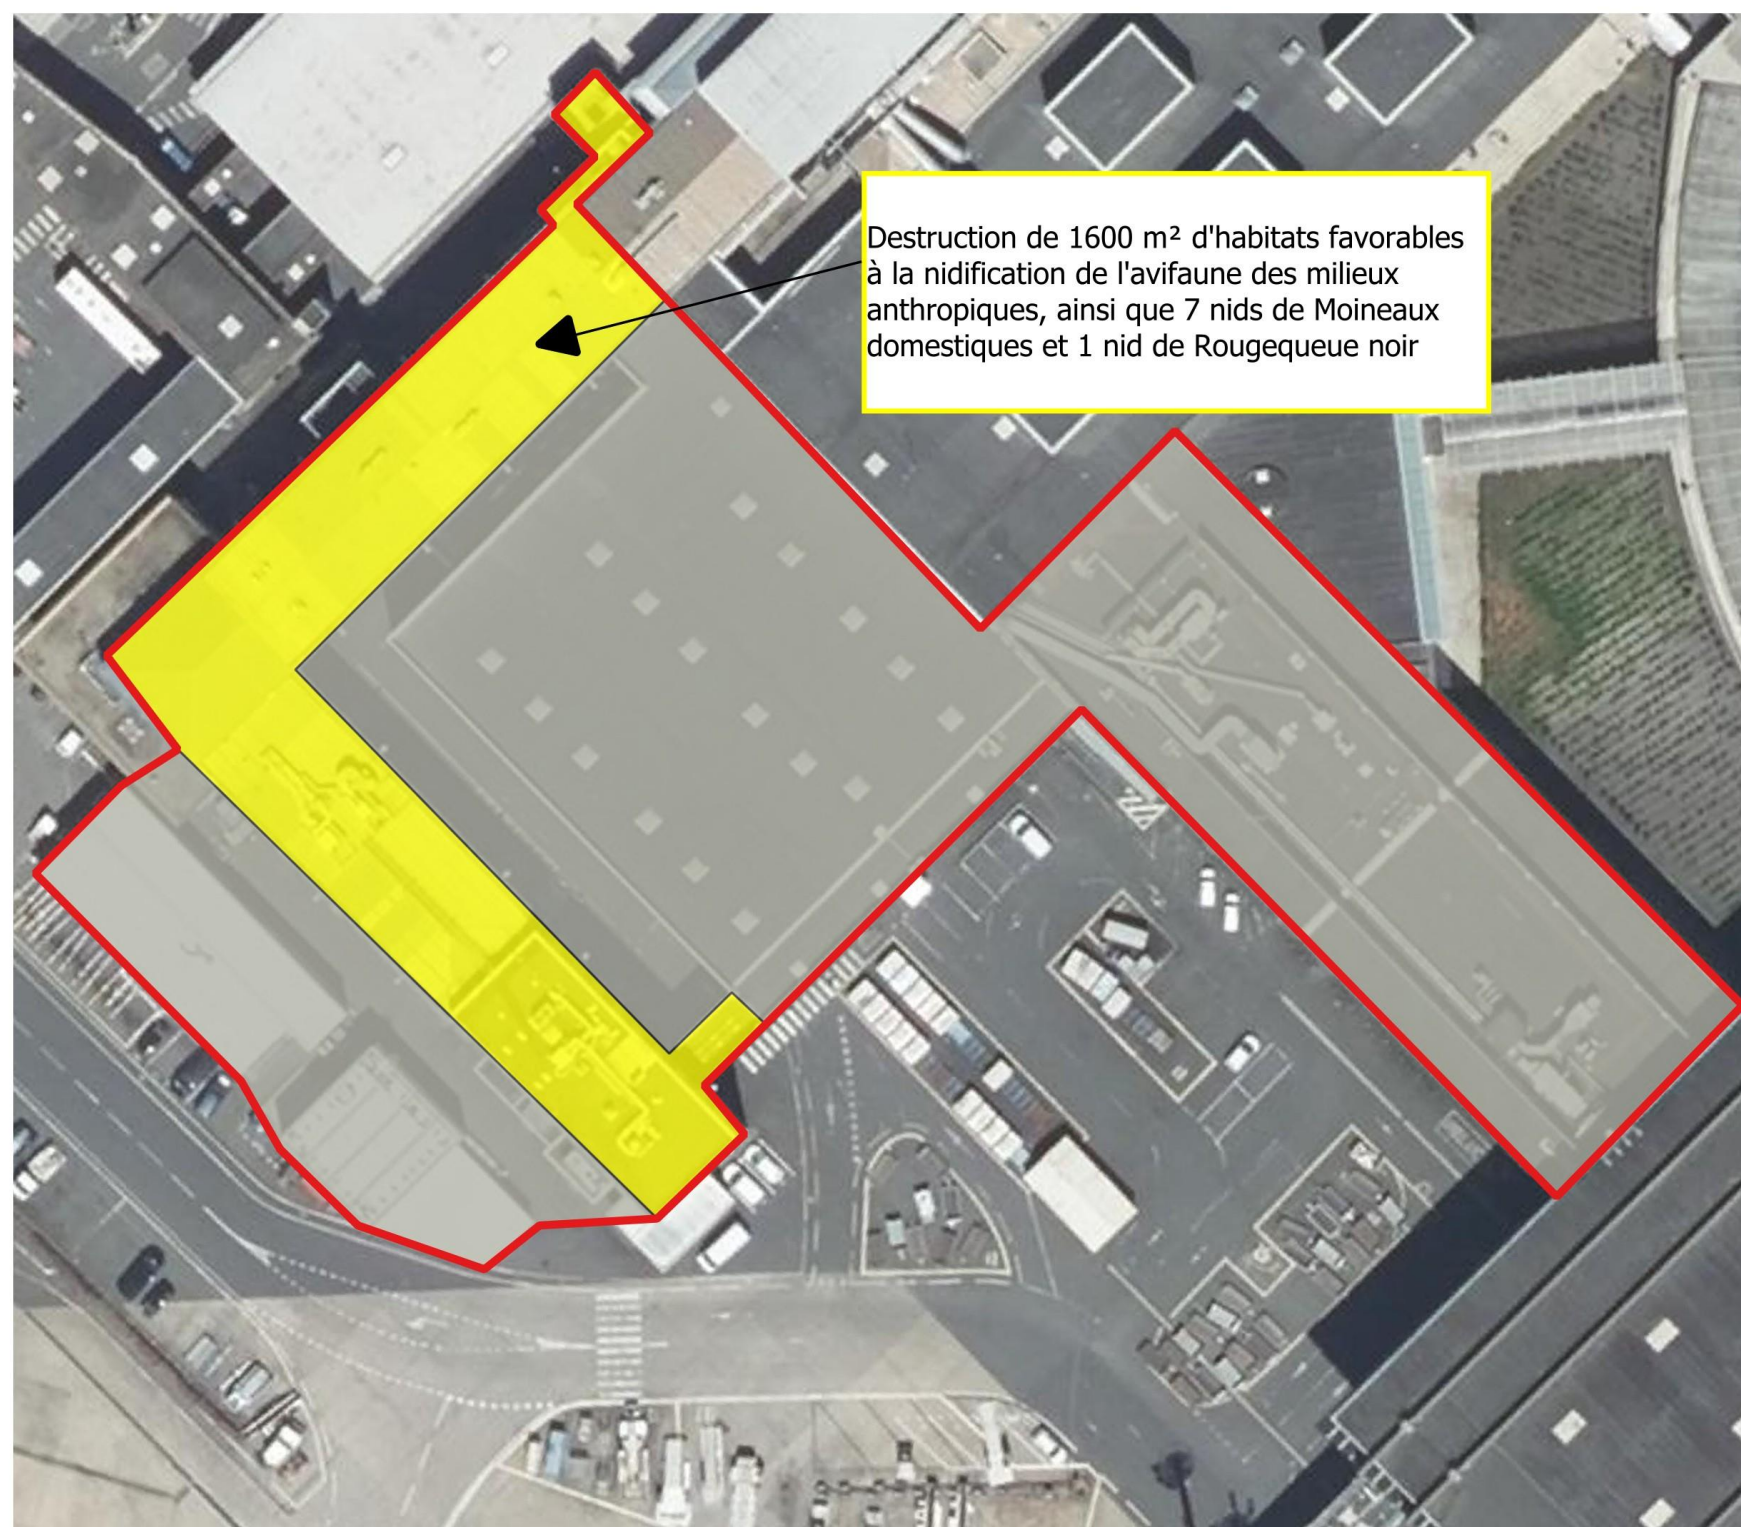 Destruction de 1600 m² d'habitats favorables
à la nidification de l'avifaune des milieux
anthropiques, ainsi que 7 nids de Moineaux
domestiques et 1 nid de Rougequeue noir